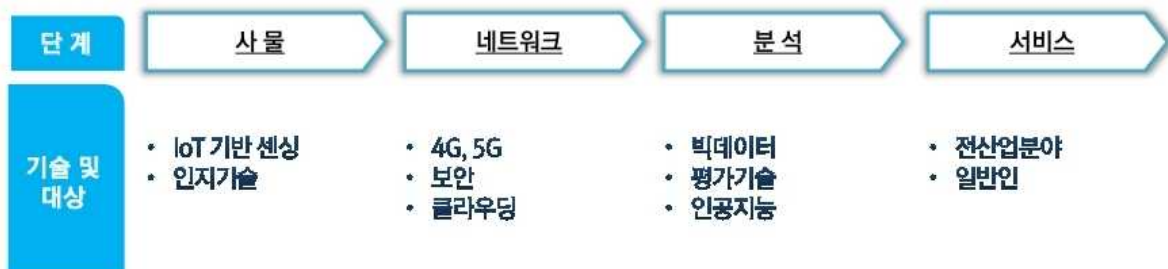 단 계
사 물
네트워크
분 석
서비스
기술 및
대상
• IoT 기반 센싱
• 인지기술
• 4G, 5G
• 보안
• 클라우딩
• 빅데이터
• 평가기술
• 인공지능
• 전산업분야
• 일반인